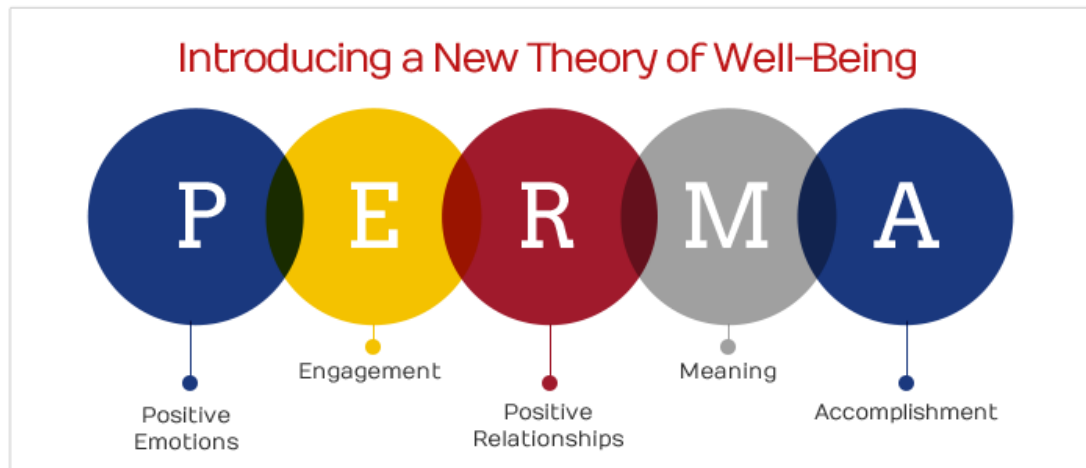 Introducing a New Theory of Well-Being
P E R M A
Positive
Emotions
Engagement
Positive
Relationships
Meaning
Accomplishment